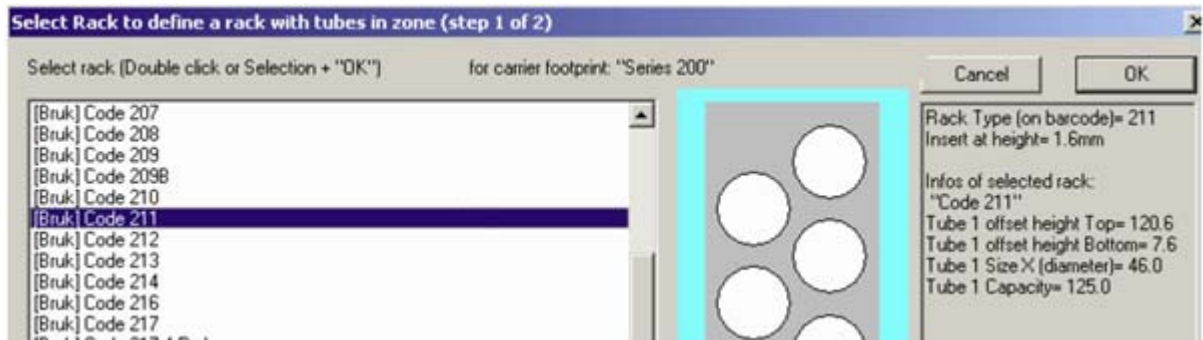 Select Rack to define a rack with tubes in zone (step 1 of 2)
Select rack (Double click or Selection + "OK") for carrier footprint: "Series 200"
Cancel
OK
[Bruk] Code 207
[Bruk] Code 208
[Bruk] Code 209
[Bruk] Code 209B
[Bruk] Code 210
[Bruk] Code 211
[Bruk] Code 212
[Bruk] Code 213
[Bruk] Code 214
[Bruk] Code 216
[Bruk] Code 217
Rack Type (on barcode)= 211
Insert at height= 1.6mm
Infos of selected rack:
"Code 211"
Tube 1 offset height Top= 120.6
Tube 1 offset height Bottom= 7.6
Tube 1 Size X (diameter)= 46.0
Tube 1 Capacity= 125.0